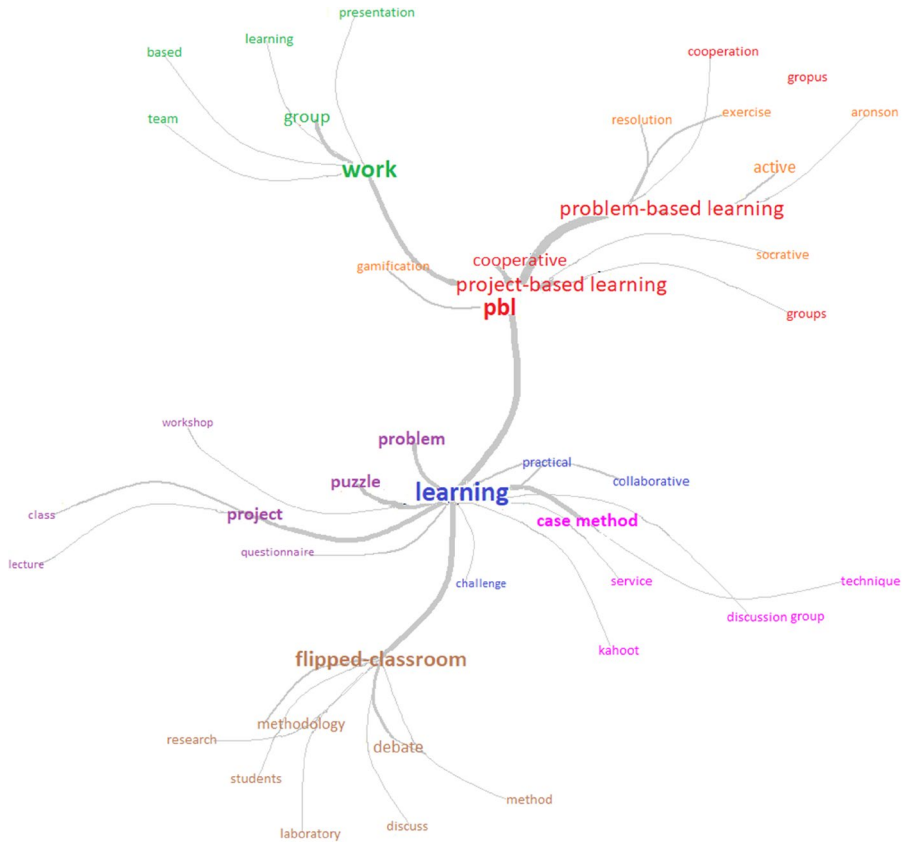 presentation
learning
based
cooperation
gropus
group
team
resolution
exercise
aronson
work
active
problem-based learning
socrative
cooperative
gamification
project-based learning
pbl
groups
workshop
problem
practical
puzzle
collaborative
learning
class
project
case method
questionnaire
lecture
challenge
service
technique
discussion group
kahoot
flipped-classroom
methodology
research
debate
students
method
discuss
laboratory